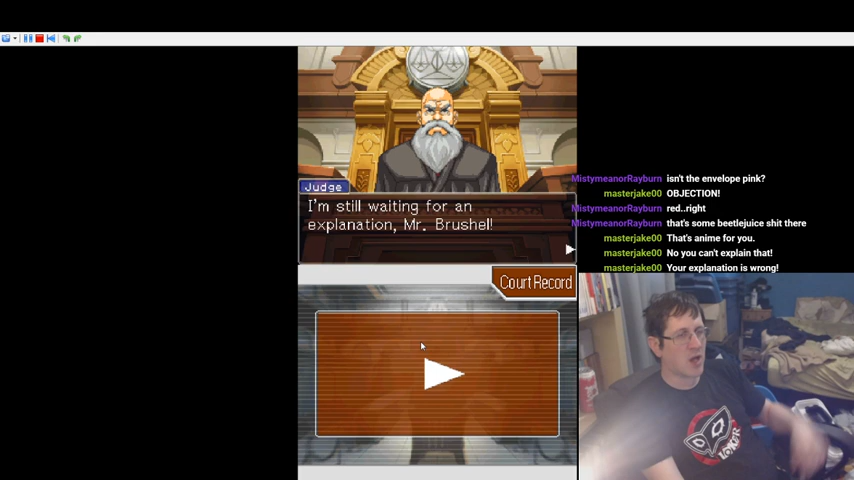 Judge
I'm still waiting for an
explanation, Mr. Brushel!
Court Record
MistymeanorRayburn isn't the envelope pink?
masterjake00 OBJECTION!
MistymeanorRayburn red..right
MistymeanorRayburn that's some beetlejuice shit there
masterjake00 That's anime for you.
masterjake00 No you can't explain that!
masterjake00 Your explanation is wrong!